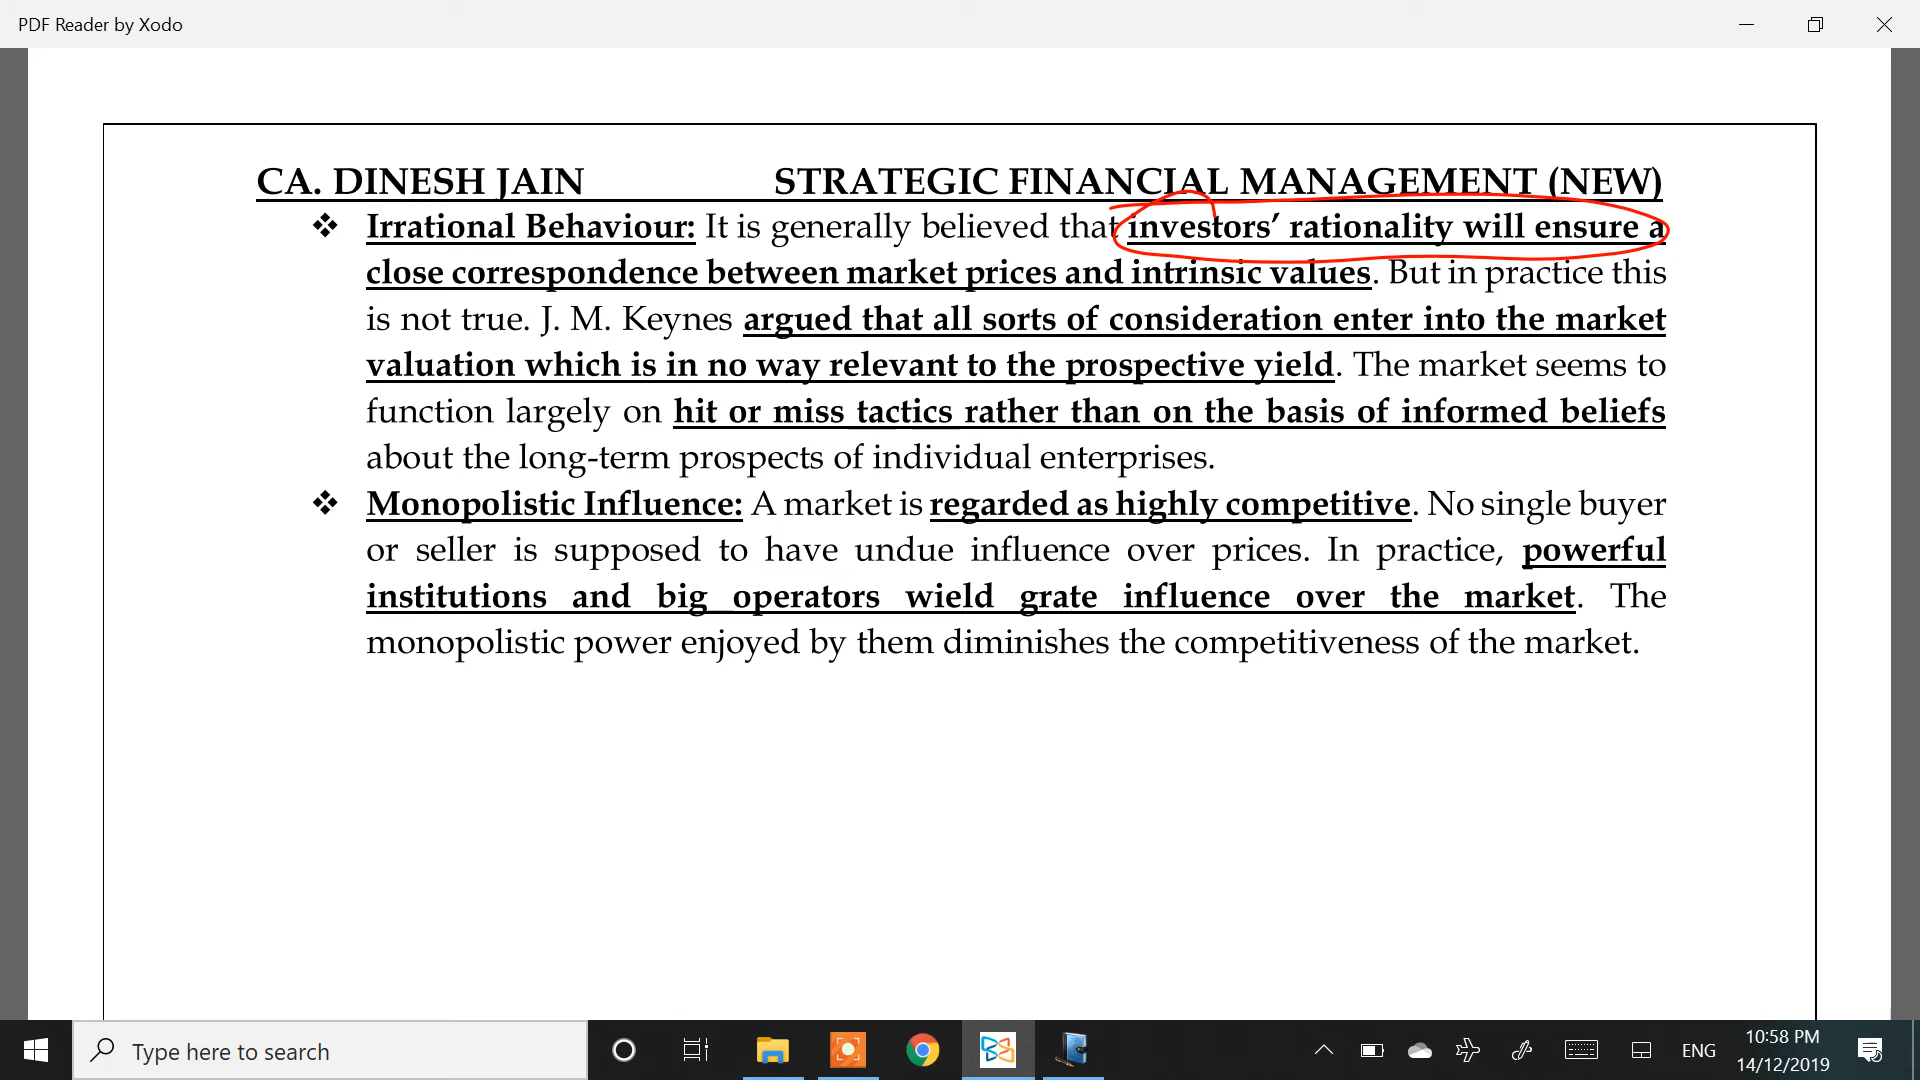 PDF Reader by Xodo
CA. DINESH JAIN STRATEGIC FINANCIAL MANAGEMENT (NEW)
❖ Irrational Behaviour: It is generally believed that investors’ rationality will ensure a
close correspondence between market prices and intrinsic values. But in practice this
is not true. J. M. Keynes argued that all sorts of consideration enter into the market
valuation which is in no way relevant to the prospective yield. The market seems to
function largely on hit or miss tactics rather than on the basis of informed beliefs
about the long-term prospects of individual enterprises.
❖ Monopolistic Influence: A market is regarded as highly competitive. No single buyer
or seller is supposed to have undue influence over prices. In practice, powerful
institutions and big operators wield grate influence over the market. The
monopolistic power enjoyed by them diminishes the competitiveness of the market.
Type here to search
ENG
10:58 PM
14/12/2019